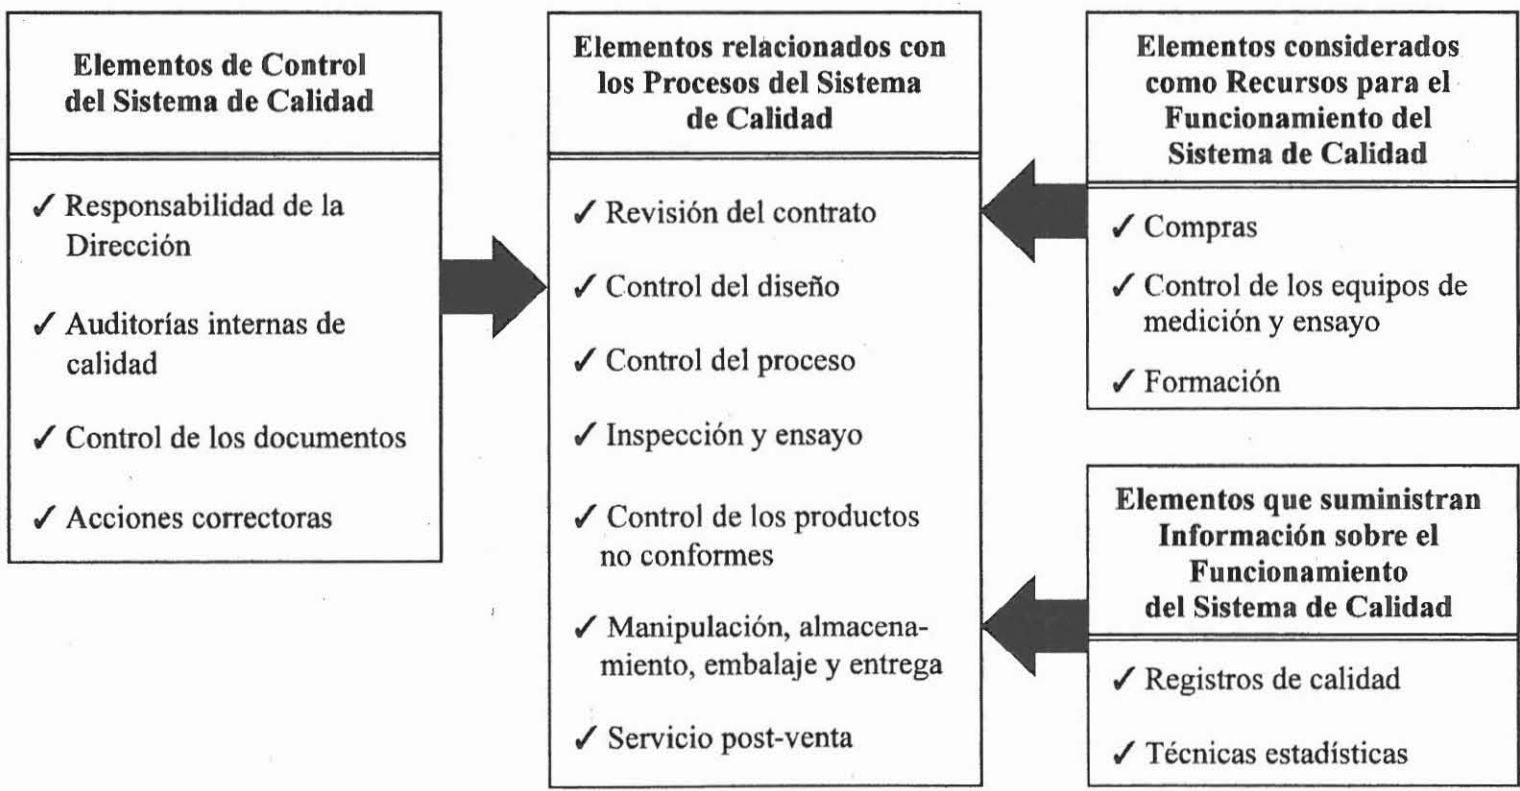 Elementos de Control
del Sistema de Calidad
✓ Responsabilidad de la
Dirección
✓ Auditorías internas de
calidad
✓ Control de los documentos
✓ Acciones correctoras
Elementos relacionados con
los Procesos del Sistema
de Calidad
✓ Revisión del contrato
✓ Control del diseño
✓ Control del proceso
✓ Inspección y ensayo
✓ Control de los productos
no conformes
✓ Manipulación, almacena-
miento, embalaje y entrega
✓ Servicio post-venta
Elementos considerados
como Recursos para el
Funcionamiento del
Sistema de Calidad
✓ Compras
✓ Control de los equipos de
medición y ensayo
✓ Formación
Elementos que suministran
Información sobre el
Funcionamiento
del Sistema de Calidad
✓ Registros de calidad
✓ Técnicas estadísticas